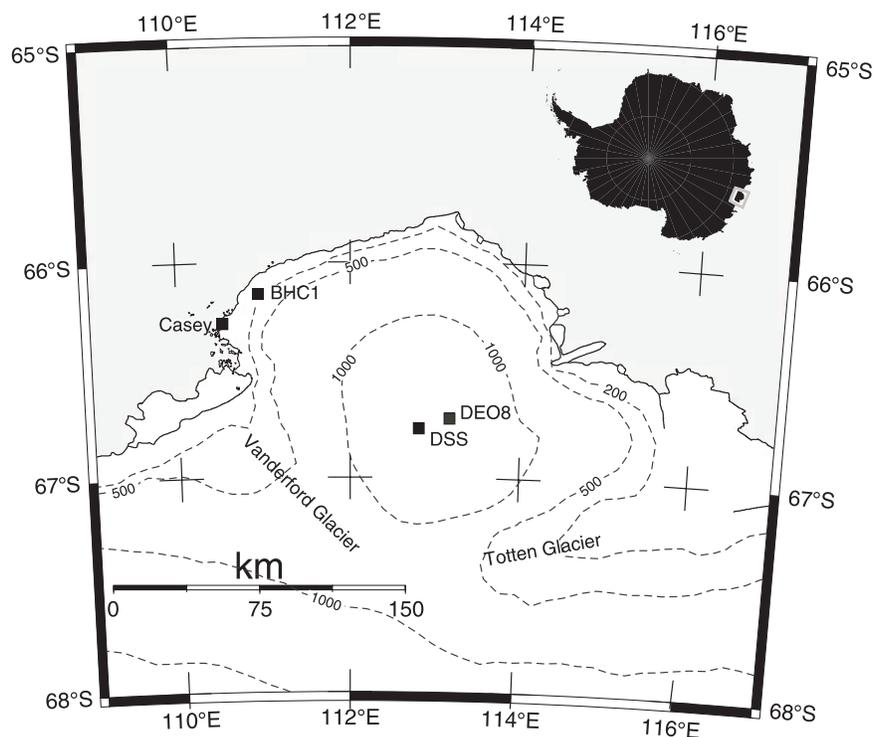 110°E 112°E 114°E 116°E
65°S 65°S
66°S 66°S
500
BHC1
Casey
1000 1000
200
DEO8
DSS
Vanderford Glacier
67°S 67°S
500 500
Totten Glacier
km
0 75 150
1000
68°S 68°S
110°E 112°E 114°E 116°E